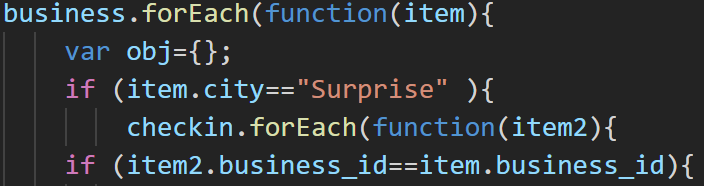 business.forEach(function(item){
var obj={};
if (item.city=="Surprise" ){
checkin.forEach(function(item2){
if (item2.business_id==item.business_id){